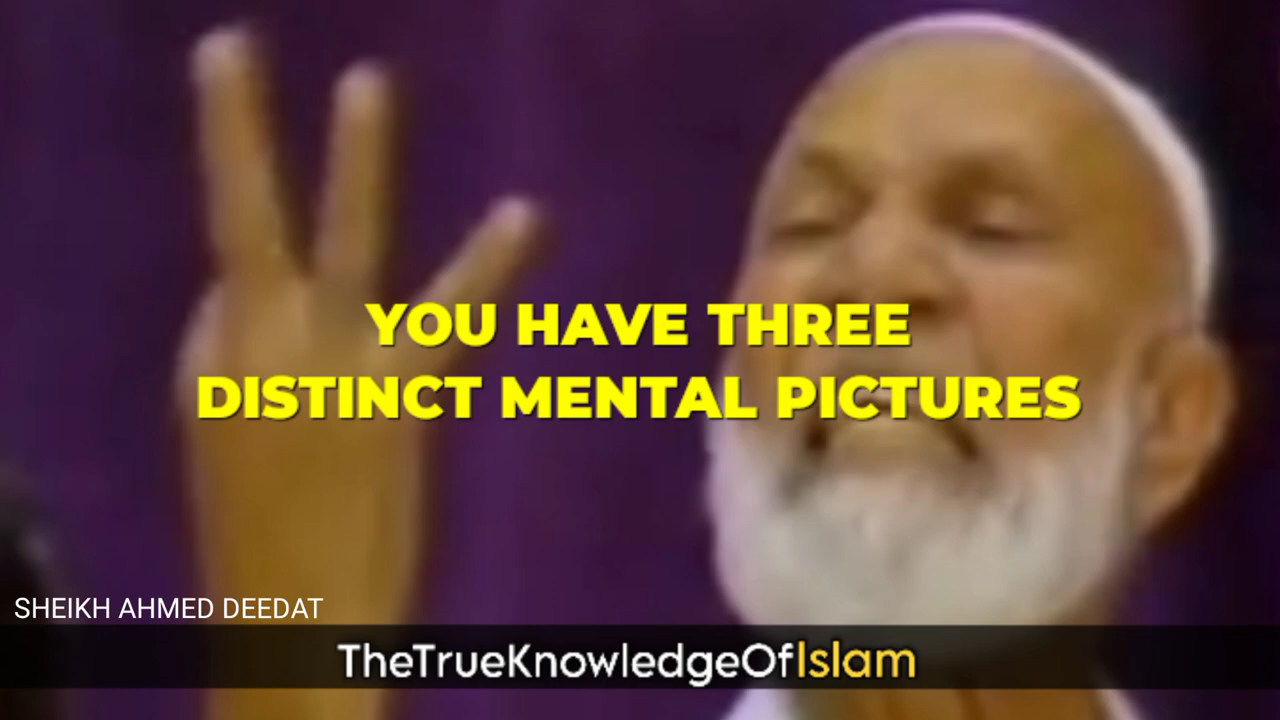 YOU HAVE THREE
DISTINCT MENTAL PICTURES
SHEIKH AHMED DEEDAT
TheTrueKnowledgeOfIslam